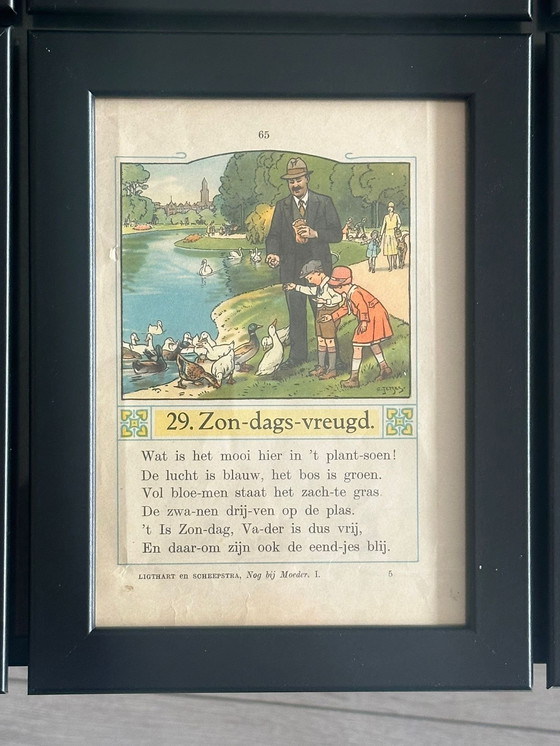 65
C. JETSES
29. Zon-dags-vreugd.
Wat is het mooi hier in 't plant-soen!
De lucht is blauw, het bos is groen.
Vol bloe-men staat het zach-te gras.
De zwa-nen drij-ven op de plas.
't Is Zon-dag, Va-der is dus vrij,
En daar-om zijn ook de eend-jes blij.
LIGTHART en SCHEEPSTRA, Nog bij Moeder. I. 5